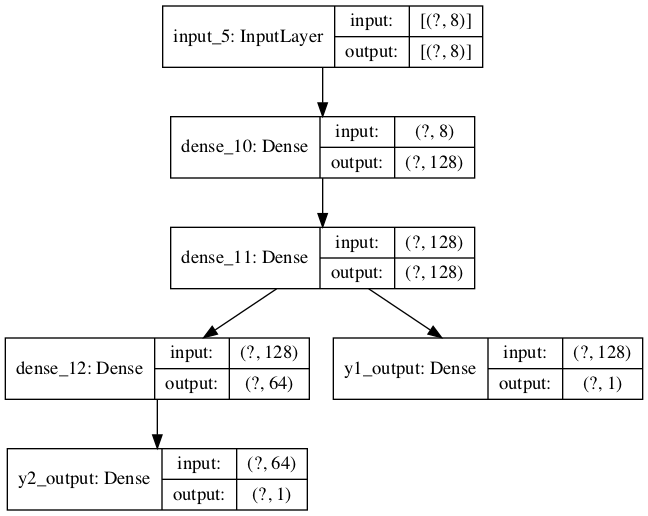 input_5: InputLayer
input:
[(?, 8)]
output:
[(?, 8)]
dense_10: Dense
input:
(?, 8)
output:
(?, 128)
dense_11: Dense
input:
(?, 128)
output:
(?, 128)
dense_12: Dense
input:
(?, 128)
output:
(?, 64)
y1_output: Dense
input:
(?, 128)
output:
(?, 1)
y2_output: Dense
input:
(?, 64)
output:
(?, 1)